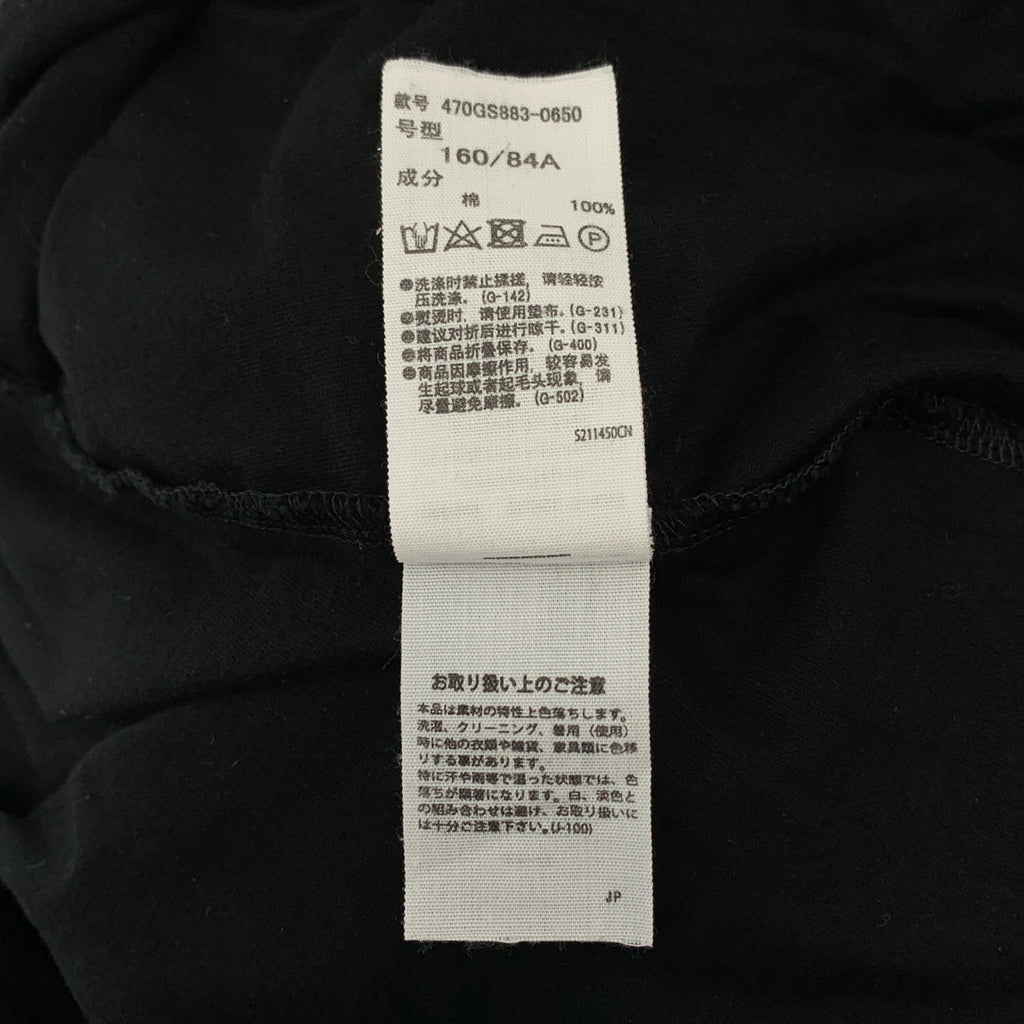 款号 470GS883-0650
号型
160/84A
成分
棉 100%
P
●洗涤时禁止揉搓，请轻轻按
压洗涤。(G-142)
●熨烫时，请使用垫布。(G-231)
●建议对折后进行晾干。(G-311)
●将商品折叠保存。(G-400)
●商品因摩擦作用，较容易发
生起球或者起毛头现象，请
尽量避免摩擦。(G-502)
S211450CN
お取り扱い上のご注意
本品は素材の特性上色落ちします。
洗濯、クリーニング、着用（使用）
時に他の衣類や雑貨、家具類に色移
りする事があります。
特に汗や雨等で湿った状態では、色
落ちが顕著になります。白、淡色と
の組み合わせは避け、お取り扱いに
は十分ご注意下さい。(J-100)
JP